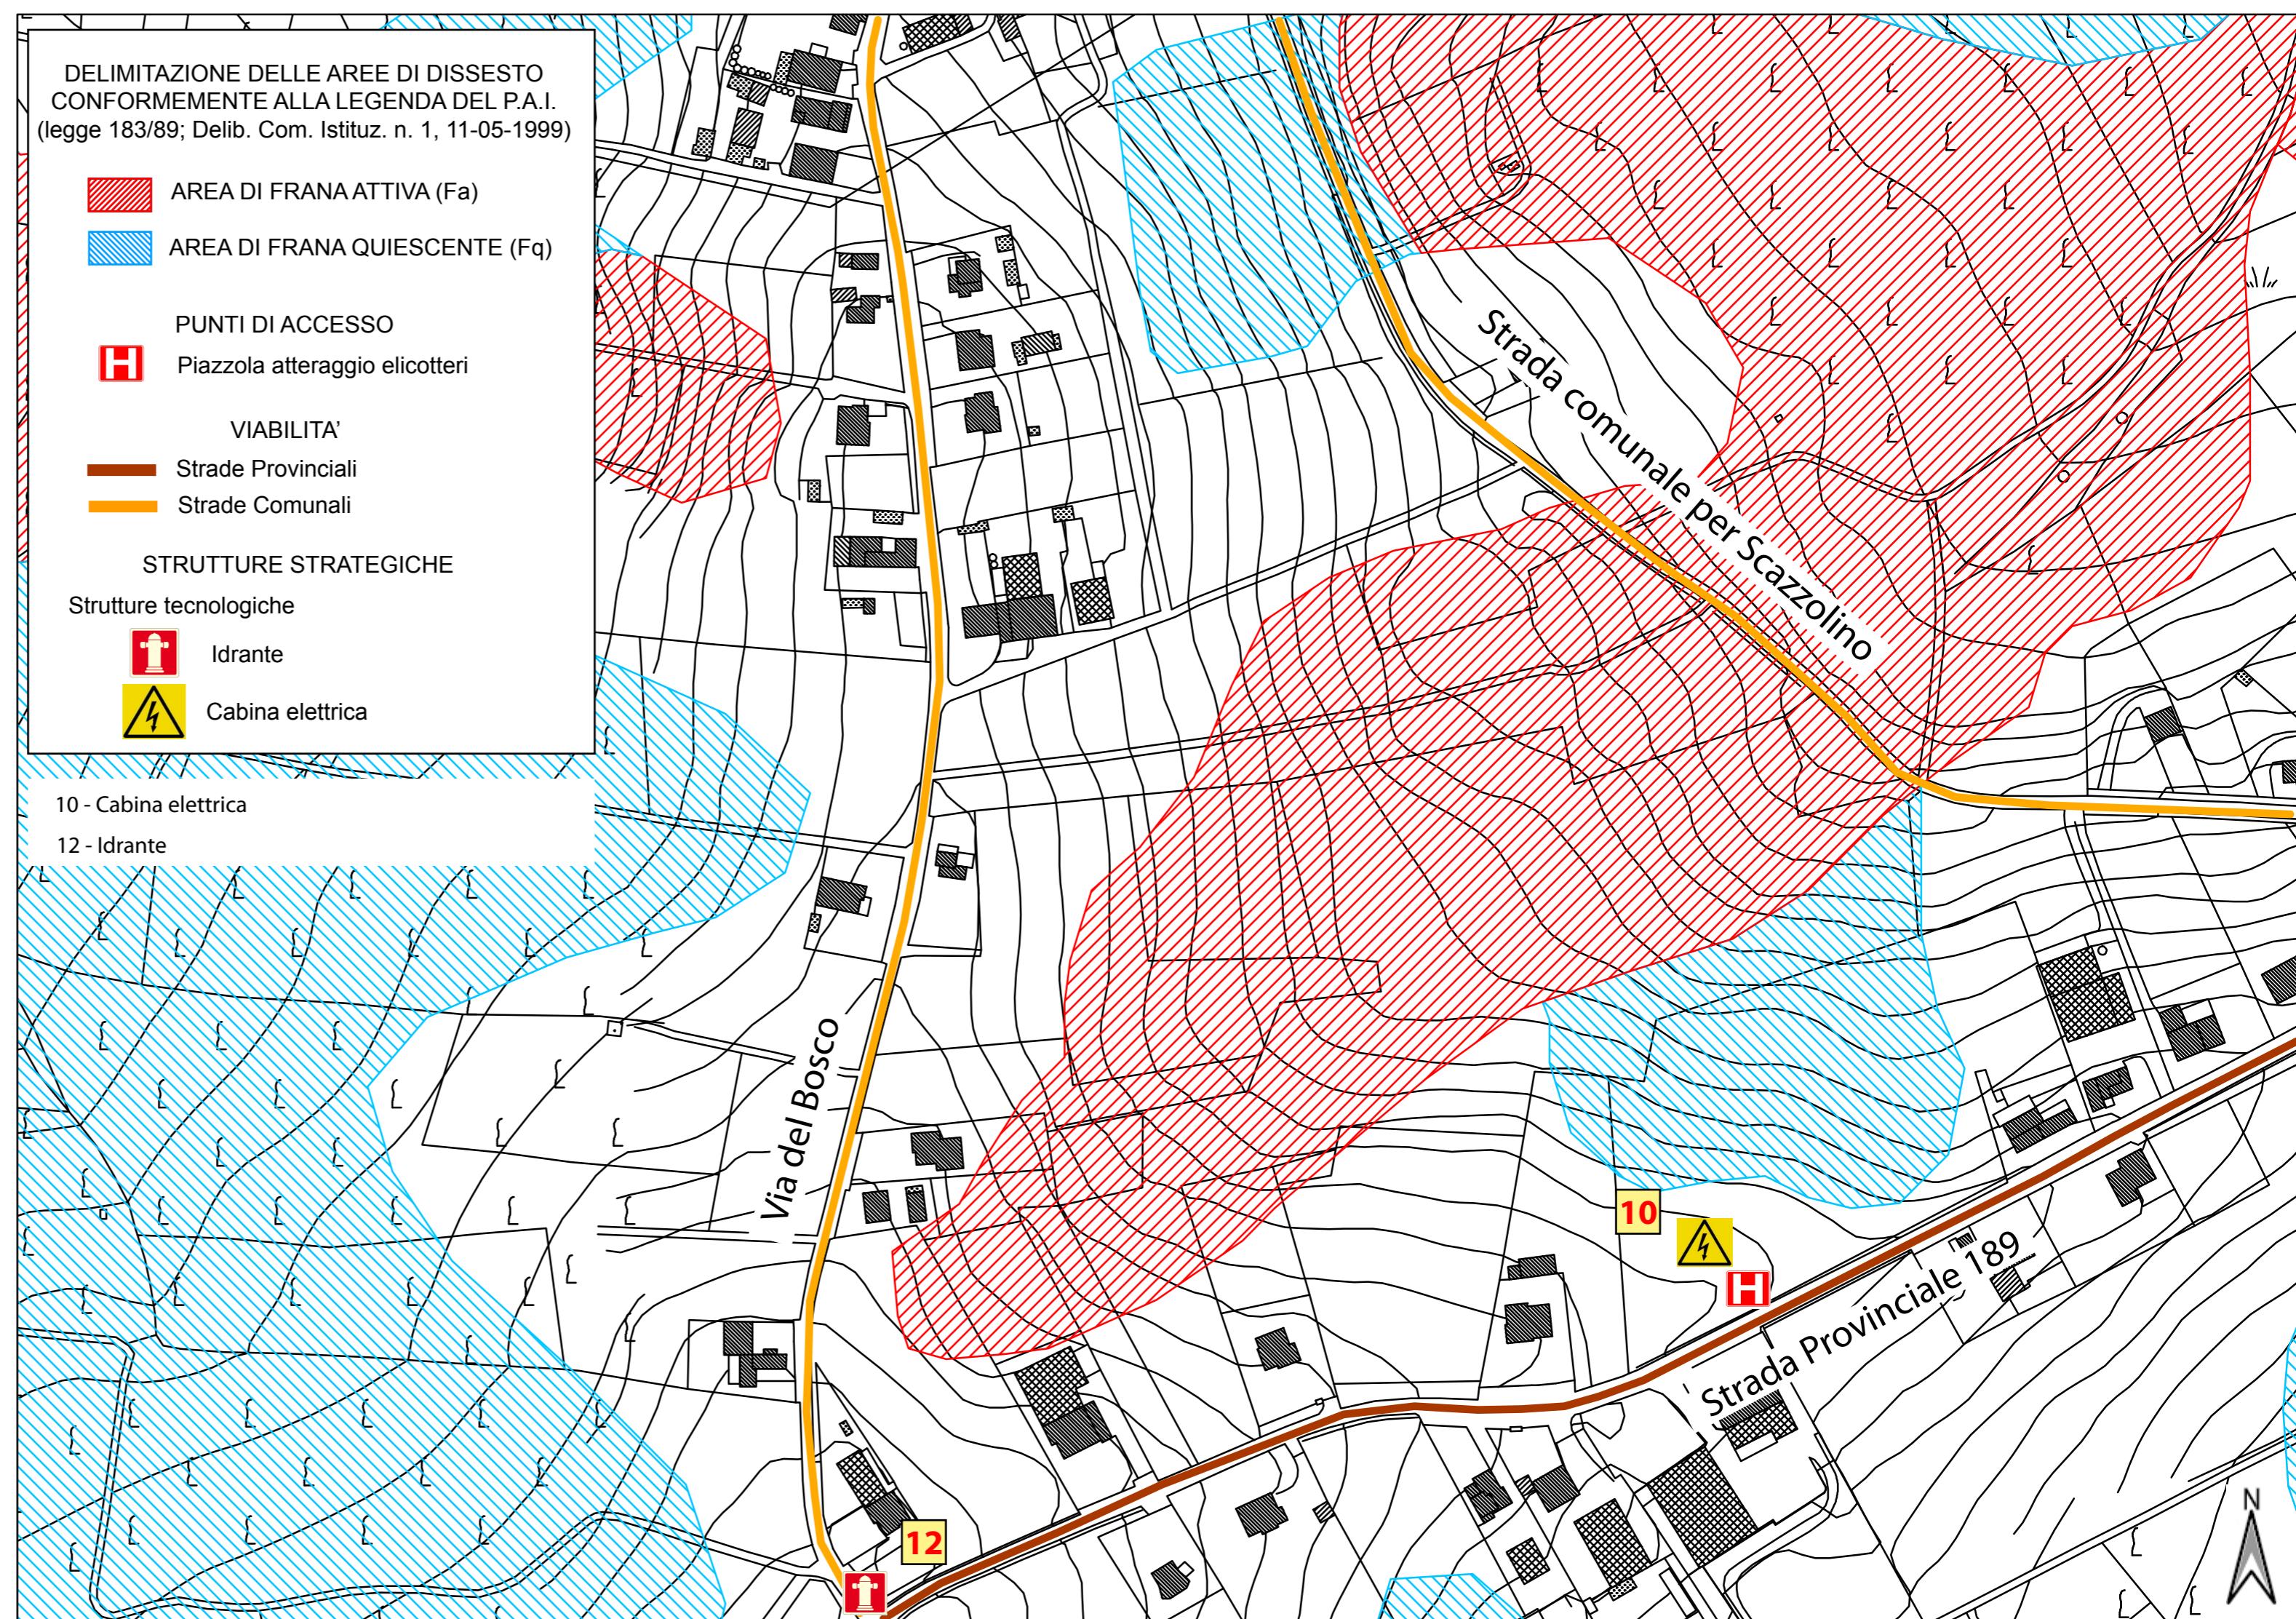 DELIMITAZIONE DELLE AREE DI DISSESTO
CONFORMEMENTE ALLA LEGENDA DEL P.A.I.
(legge 183/89; Delib. Com. Istituz. n. 1, 11-05-1999)
AREA DI FRANA ATTIVA (Fa)
AREA DI FRANA QUIESCENTE (Fq)
PUNTI DI ACCESSO
H Piazzola atteraggio elicotteri
VIABILITA'
Strade Provinciali
Strade Comunali
STRUTTURE STRATEGICHE
Strutture tecnologiche
Idrante
Cabina elettrica
10 - Cabina elettrica
12 - Idrante
Strada comunale per Scazzolino
Via del Bosco
10
H
Strada Provinciale 189
12
N